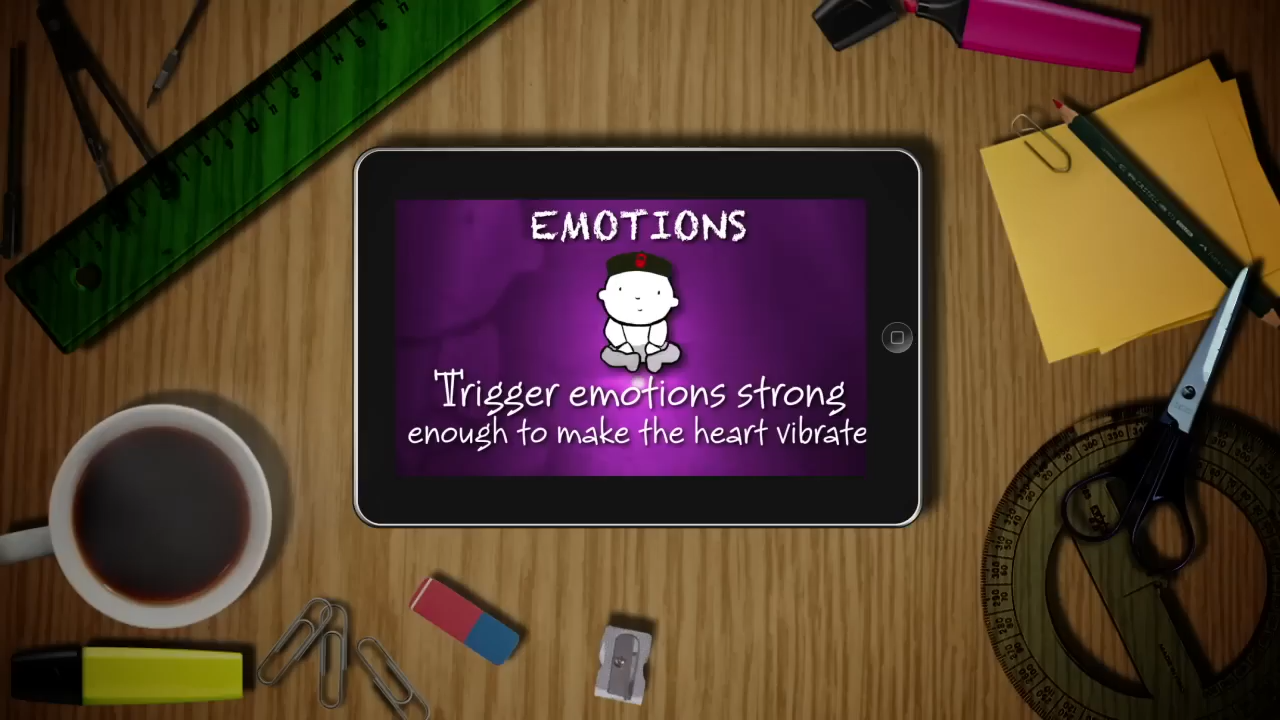 EMOTIONS
Trigger emotions strong
enough to make the heart vibrate